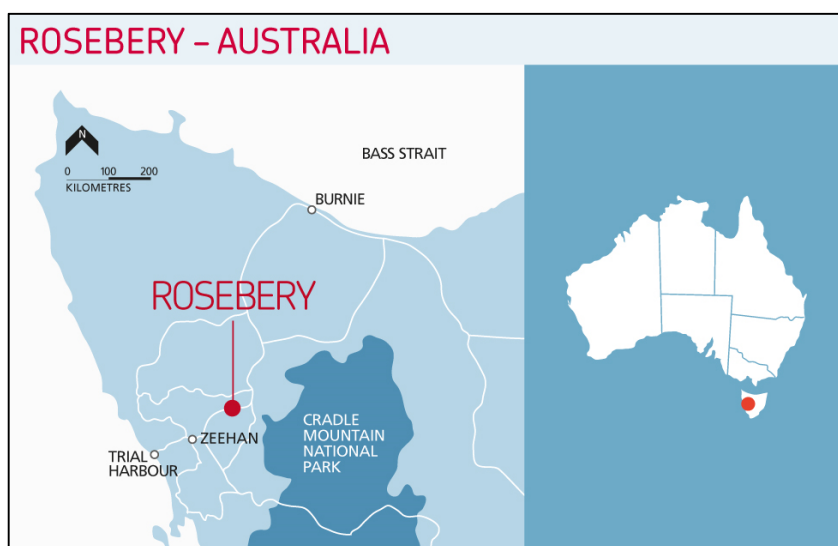 ROSEBERY – AUSTRALIA
N
0 100 200
KILOMETRES
BASS STRAIT
BURNIE
ROSEBERY
CRADLE
MOUNTAIN
NATIONAL
PARK
ZEEHAN
TRIAL
HARBOUR